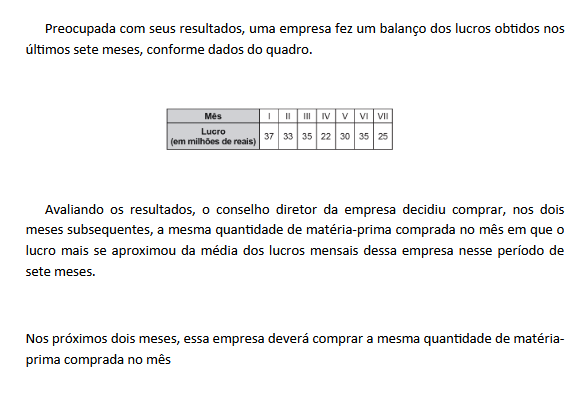 Preocupada com seus resultados, uma empresa fez um balanço dos lucros obtidos nos
últimos sete meses, conforme dados do quadro.
Mês I II III IV V VI VII
Lucro
(em milhões de reais) 37 33 35 22 30 35 25
Avaliando os resultados, o conselho diretor da empresa decidiu comprar, nos dois
meses subsequentes, a mesma quantidade de matéria-prima comprada no mês em que o
lucro mais se aproximou da média dos lucros mensais dessa empresa nesse período de
sete meses.
Nos próximos dois meses, essa empresa deverá comprar a mesma quantidade de matéria-
prima comprada no mês